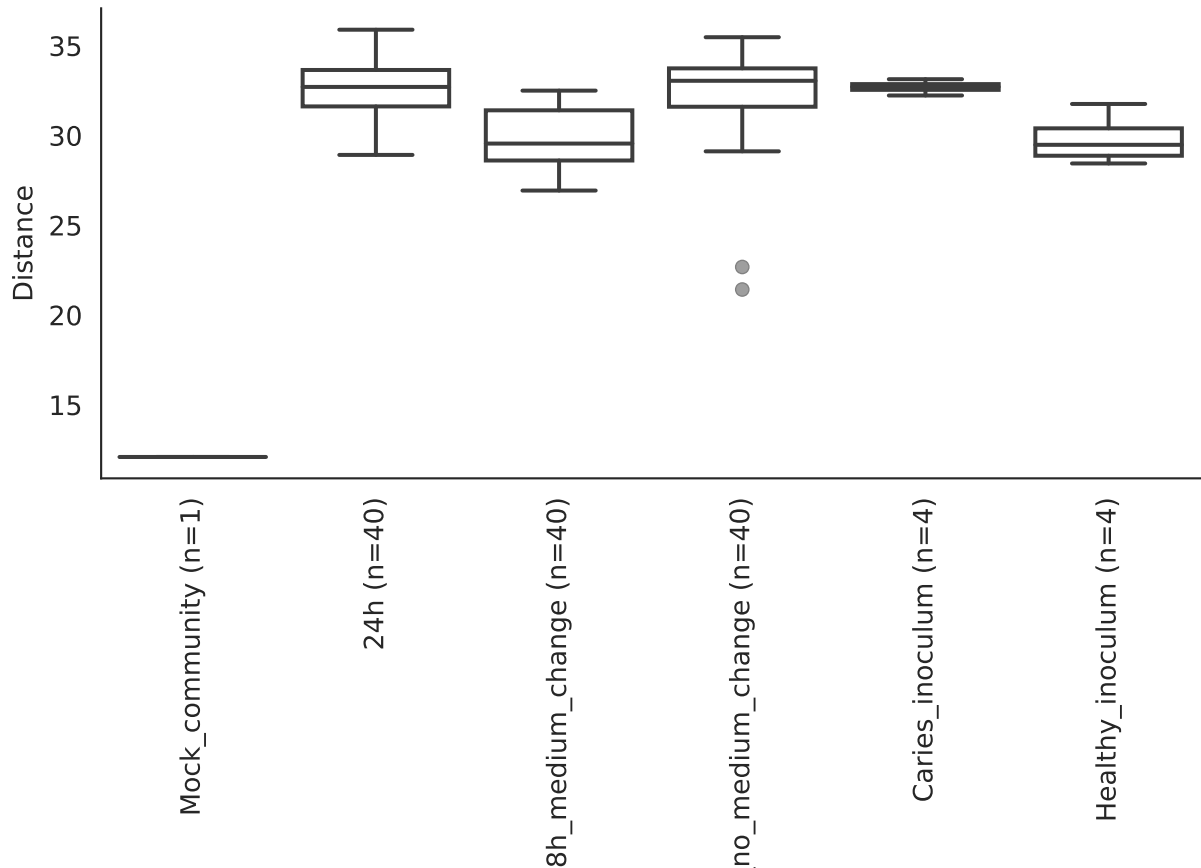 35
30
25
20
15
Distance
Mock_community (n=1)
24h (n=40)
8h_medium_change (n=40)
no_medium_change (n=40)
Caries_inoculum (n=4)
Healthy_inoculum (n=4)